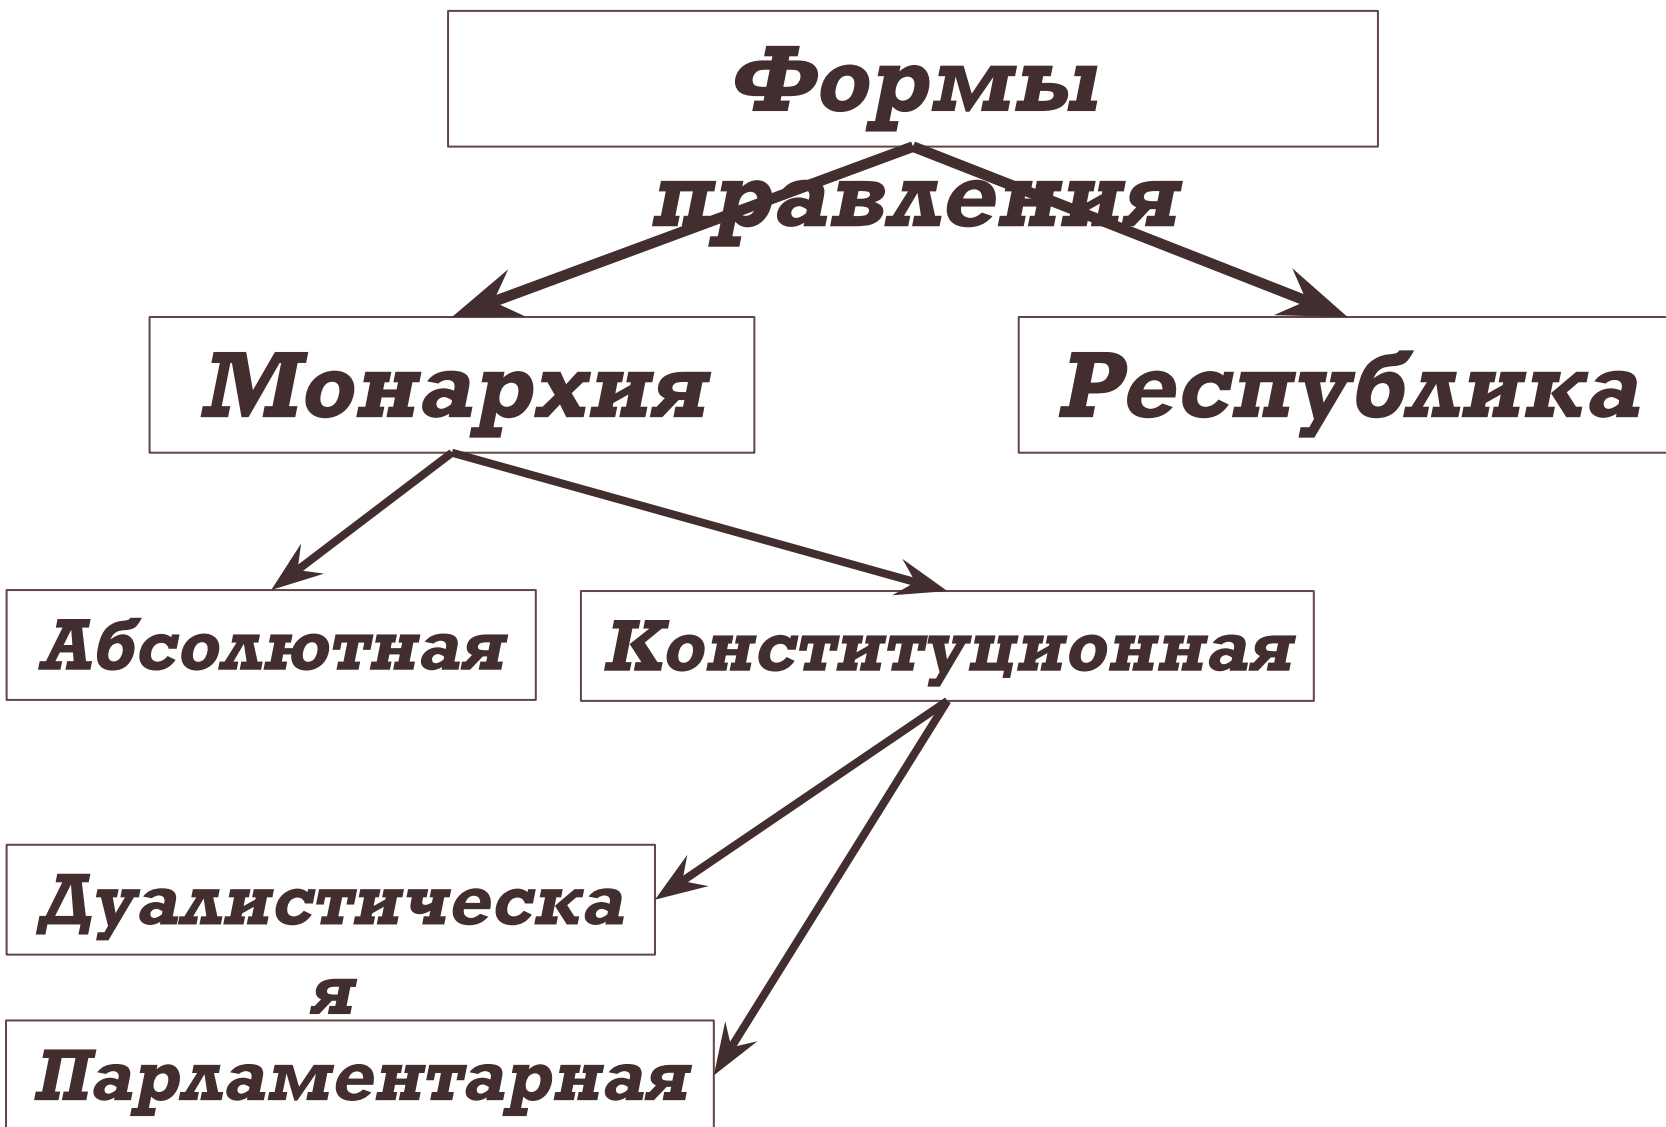 Формы
правления
Монархия
Республика
Абсолютная
Конституционная
Дуалистическа
я
Парламентарная